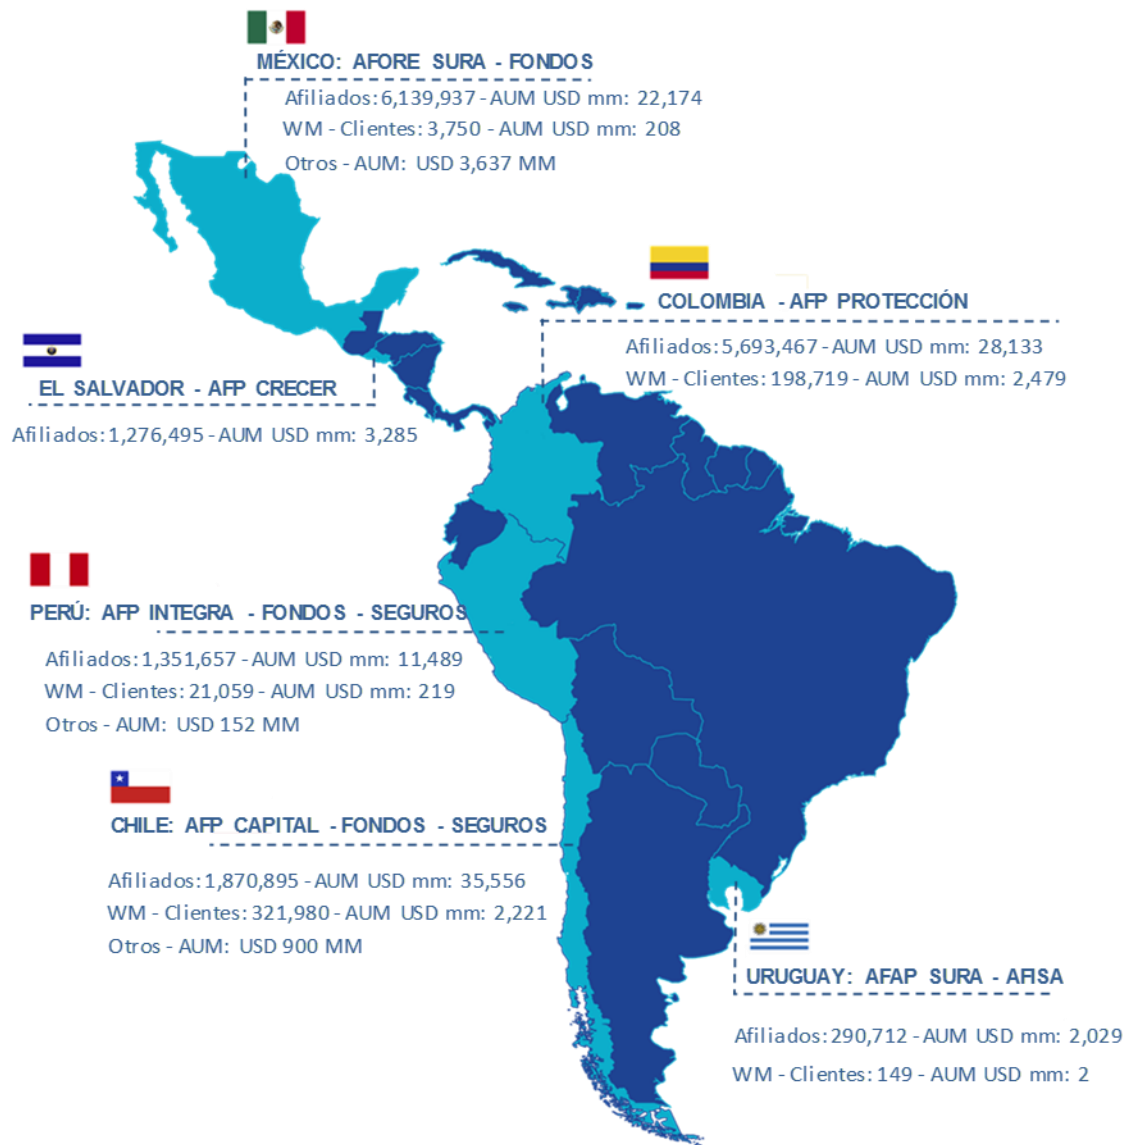 MÉXICO: AFORE SURA - FONDOS
Afiliados: 6,139,937 - AUM USD mm: 22,174
WM - Clientes: 3,750 - AUM USD mm: 208
Otros - AUM: USD 3,637 MM
COLOMBIA - AFP PROTECCIÓN
Afiliados: 5,693,467 - AUM USD mm: 28,133
WM - Clientes: 198,719 - AUM USD mm: 2,479
EL SALVADOR - AFP CRECER
Afiliados: 1,276,495 - AUM USD mm: 3,285
PERÚ: AFP INTEGRA - FONDOS - SEGUROS
Afiliados: 1,351,657 - AUM USD mm: 11,489
WM - Clientes: 21,059 - AUM USD mm: 219
Otros - AUM: USD 152 MM
CHILE: AFP CAPITAL - FONDOS - SEGUROS
Afiliados: 1,870,895 - AUM USD mm: 35,556
WM - Clientes: 321,980 - AUM USD mm: 2,221
Otros - AUM: USD 900 MM
URUGUAY: AFAP SURA - AFISA
Afiliados: 290,712 - AUM USD mm: 2,029
WM - Clientes: 149 - AUM USD mm: 2